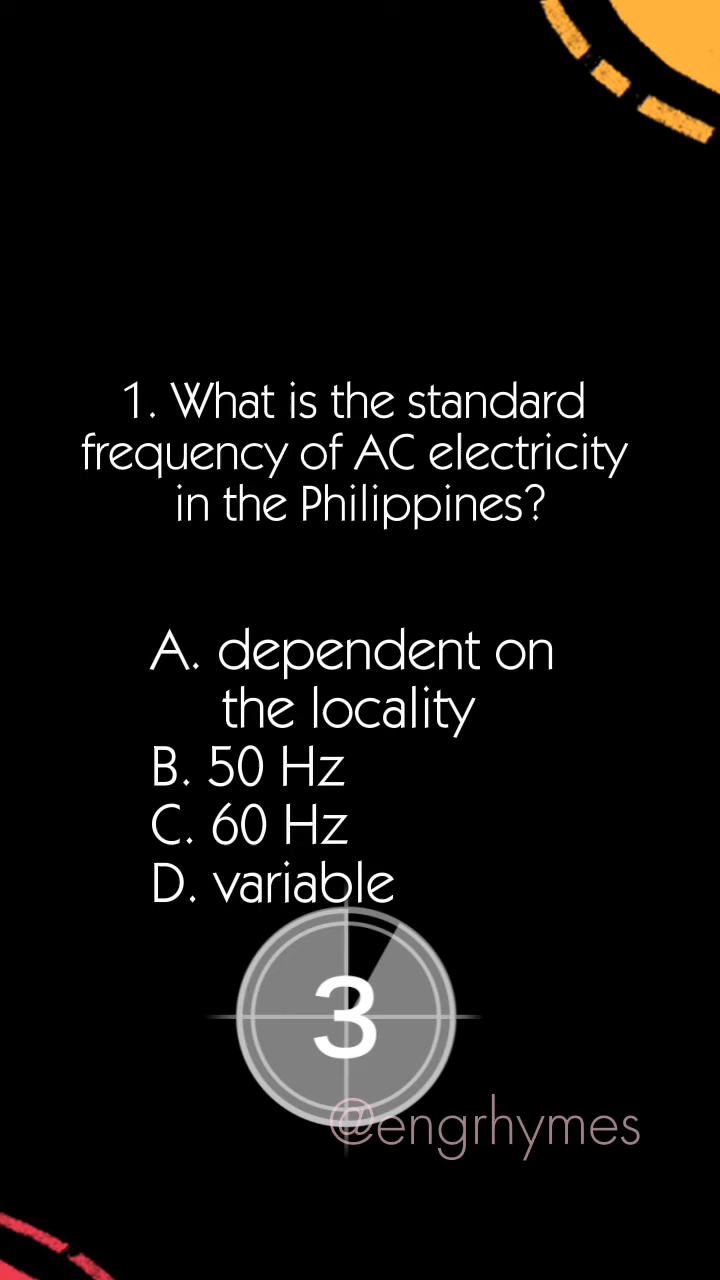 1. What is the standard
frequency of AC electricity
in the Philippines?
A. dependent on
the locality
B. 50 Hz
C. 60 Hz
D. variable
3
@engrhymes